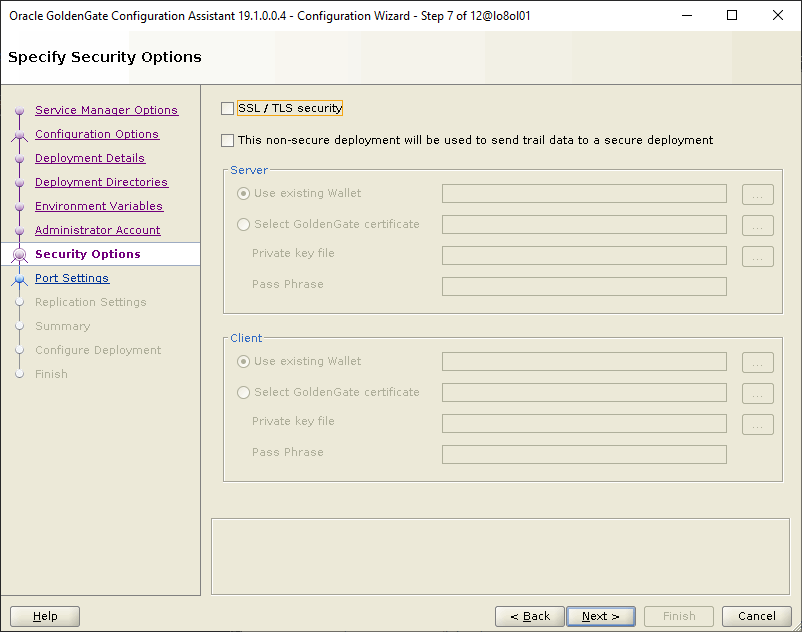 Oracle GoldenGate Configuration Assistant 19.1.0.0.4 - Configuration Wizard - Step 7 of 12@lo8ol01
Specify Security Options
Service Manager Options
Configuration Options
Deployment Details
Deployment Directories
Environment Variables
Administrator Account
Security Options
Port Settings
Replication Settings
Summary
Configure Deployment
Finish
SSL / TLS security
This non-secure deployment will be used to send trail data to a secure deployment
Server
Use existing Wallet ...
Select GoldenGate certificate ...
Private key file ...
Pass Phrase
Client
Use existing Wallet ...
Select GoldenGate certificate ...
Private key file ...
Pass Phrase
Help < Back Next > Finish Cancel